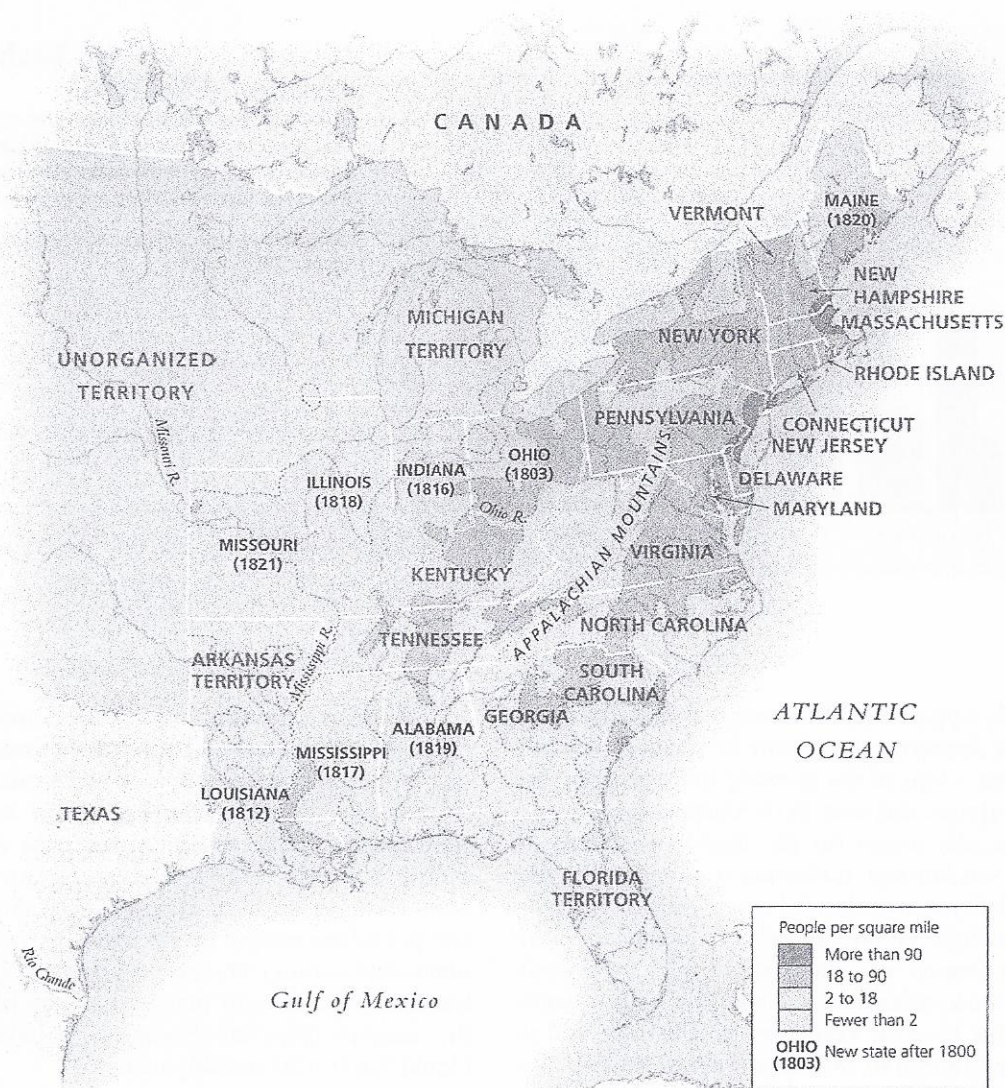 CANADA
VERMONT
MAINE
(1820)
NEW
HAMPSHIRE
MASSACHUSETTS
NEW YORK
MICHIGAN
TERRITORY
UNORGANIZED
TERRITORY
RHODE ISLAND
PENNSYLVANIA
CONNECTICUT
NEW JERSEY
Missouri R.
OHIO
(1803)
INDIANA
(1816)
ILLINOIS
(1818)
DELAWARE
MARYLAND
Ohio R.
APPALACHIAN MOUNTAINS
MISSOURI
(1821)
VIRGINIA
KENTUCKY
NORTH CAROLINA
TENNESSEE
Mississippi R.
ARKANSAS
TERRITORY
SOUTH
CAROLINA
GEORGIA
ALABAMA
(1819)
ATLANTIC
OCEAN
MISSISSIPPI
(1817)
LOUISIANA
(1812)
TEXAS
FLORIDA
TERRITORY
Rio Grande
Gulf of Mexico
People per square mile
More than 90
18 to 90
2 to 18
Fewer than 2
OHIO
(1803) New state after 1800